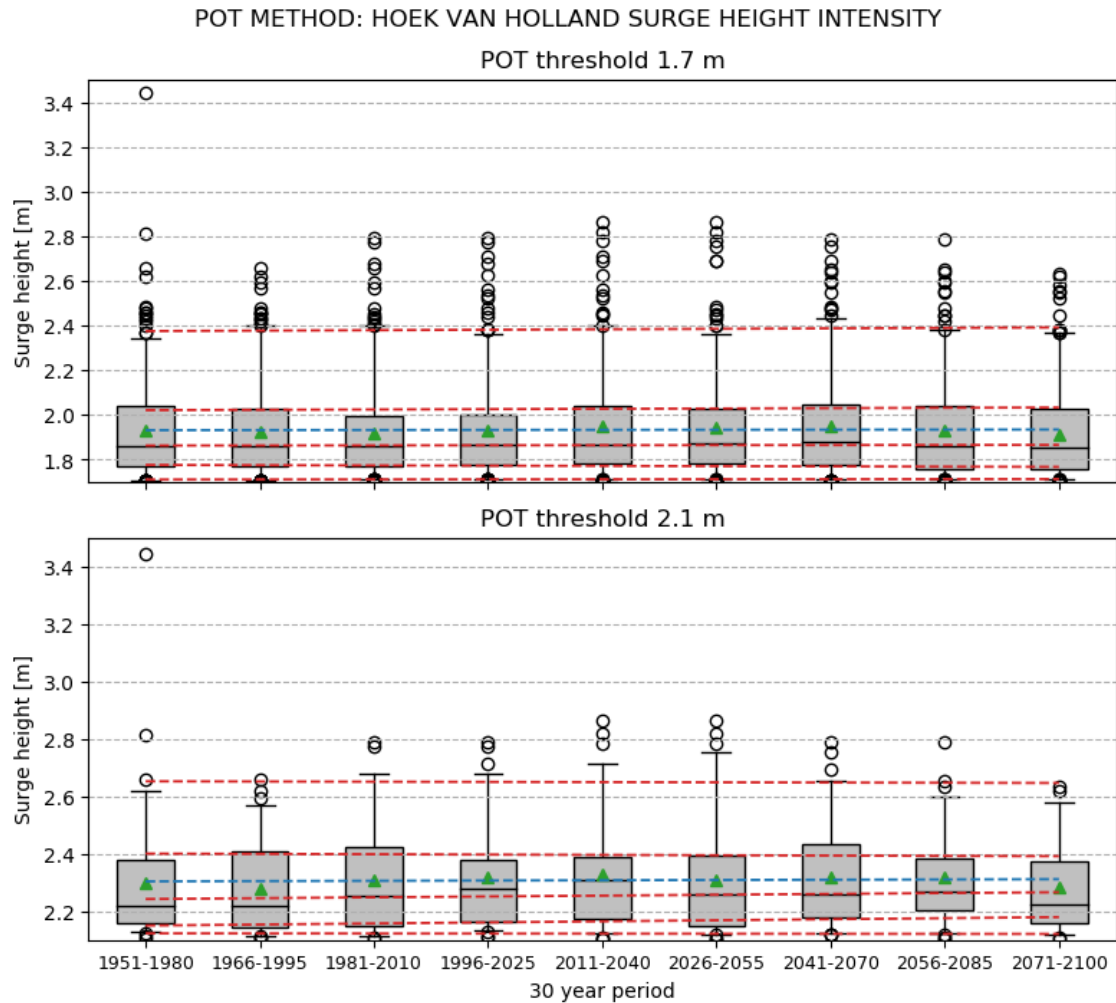 POT METHOD: HOEK VAN HOLLAND SURGE HEIGHT INTENSITY
POT threshold 1.7 m
Surge height [m]
3.4
3.2
3.0
2.8
2.6
2.4
2.2
2.0
1.8
POT threshold 2.1 m
Surge height [m]
3.4
3.2
3.0
2.8
2.6
2.4
2.2
1951-1980 1966-1995 1981-2010 1996-2025 2011-2040 2026-2055 2041-2070 2056-2085 2071-2100
30 year period